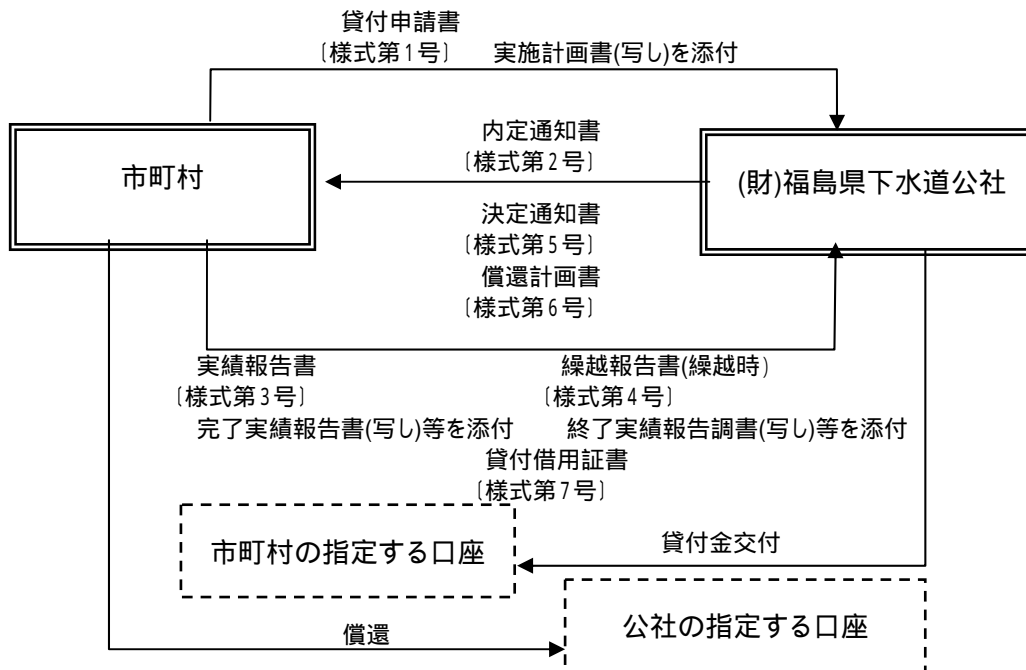 貸付申請書
〔様式第1号〕 実施計画書(写し)を添付
市町村
内定通知書
〔様式第2号〕
(財)福島県下水道公社
決定通知書
〔様式第5号〕
償還計画書
〔様式第6号〕
実績報告書 繰越報告書(繰越時)
〔様式第3号〕 〔様式第4号〕
完了実績報告書(写し)等を添付 終了実績報告調書(写し)等を添付
貸付借用証書
〔様式第7号〕
市町村の指定する口座
貸付金交付
償還
公社の指定する口座